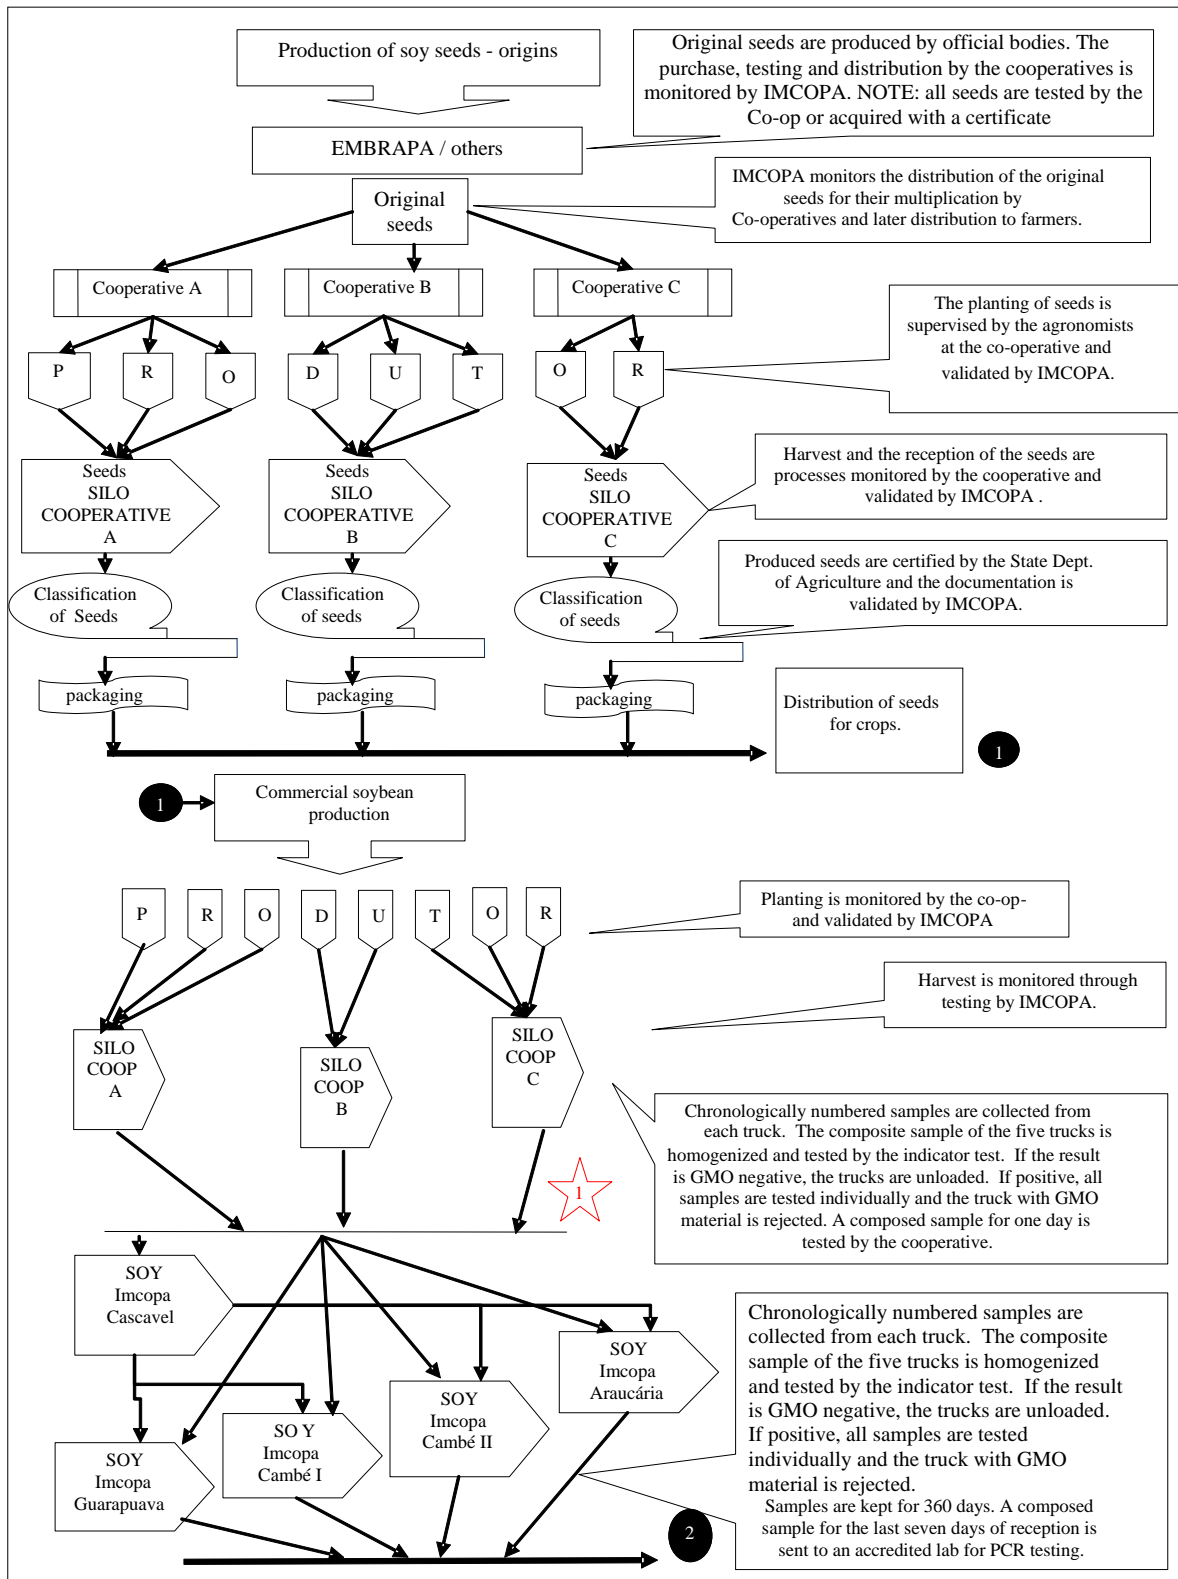 Production of soy seeds - origins
Original seeds are produced by official bodies. The
purchase, testing and distribution by the cooperatives is
monitored by IMCOPA. NOTE: all seeds are tested by the
Co-op or acquired with a certificate
EMBRAPA / others
IMCOPA monitors the distribution of the original
seeds for their multiplication by
Co-operatives and later distribution to farmers.
Original
seeds
Cooperative A
Cooperative B
Cooperative C
The planting of seeds is
supervised by the agronomists
at the co-operative and
validated by IMCOPA.
P
R
O
D
U
T
O
R
Seeds
SILO
COOPERATIVE
A
Seeds
SILO
COOPERATIVE
B
Seeds
SILO
COOPERATIVE
C
Harvest and the reception of the seeds are
processes monitored by the cooperative and
validated by IMCOPA .
Produced seeds are certified by the State Dept.
of Agriculture and the documentation is
validated by IMCOPA.
Classification
of Seeds
Classification
of seeds
Classification
of seeds
packaging
packaging
packaging
Distribution of seeds
for crops.
1
1
Commercial soybean
production
P
R
O
D
U
T
O
R
Planting is monitored by the co-op-
and validated by IMCOPA
Harvest is monitored through
testing by IMCOPA.
SILO
COOP
A
SILO
COOP
B
SILO
COOP
C
Chronologically numbered samples are collected from
each truck. The composite sample of the five trucks is
homogenized and tested by the indicator test. If the result
is GMO negative, the trucks are unloaded. If positive, all
samples are tested individually and the truck with GMO
material is rejected. A composed sample for one day is
tested by the cooperative.
1
SOY
Imcopa
Cascavel
SOY
Imcopa
Araucária
SOY
Imcopa
Cambé II
SO Y
Imcopa
Cambé I
SOY
Imcopa
Guarapuava
Chronologically numbered samples are
collected from each truck. The composite
sample of the five trucks is homogenized
and tested by the indicator test. If the result
is GMO negative, the trucks are unloaded.
If positive, all samples are tested
individually and the truck with GMO
material is rejected.
Samples are kept for 360 days. A composed
sample for the last seven days of reception is
sent to an accredited lab for PCR testing.
2